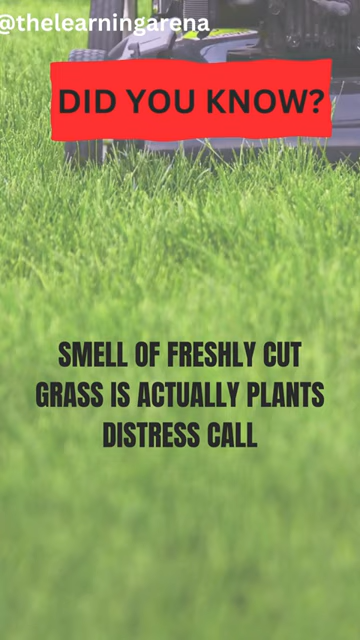 @thelearningarena
DID YOU KNOW?
SMELL OF FRESHLY CUT
GRASS IS ACTUALLY PLANTS
DISTRESS CALL